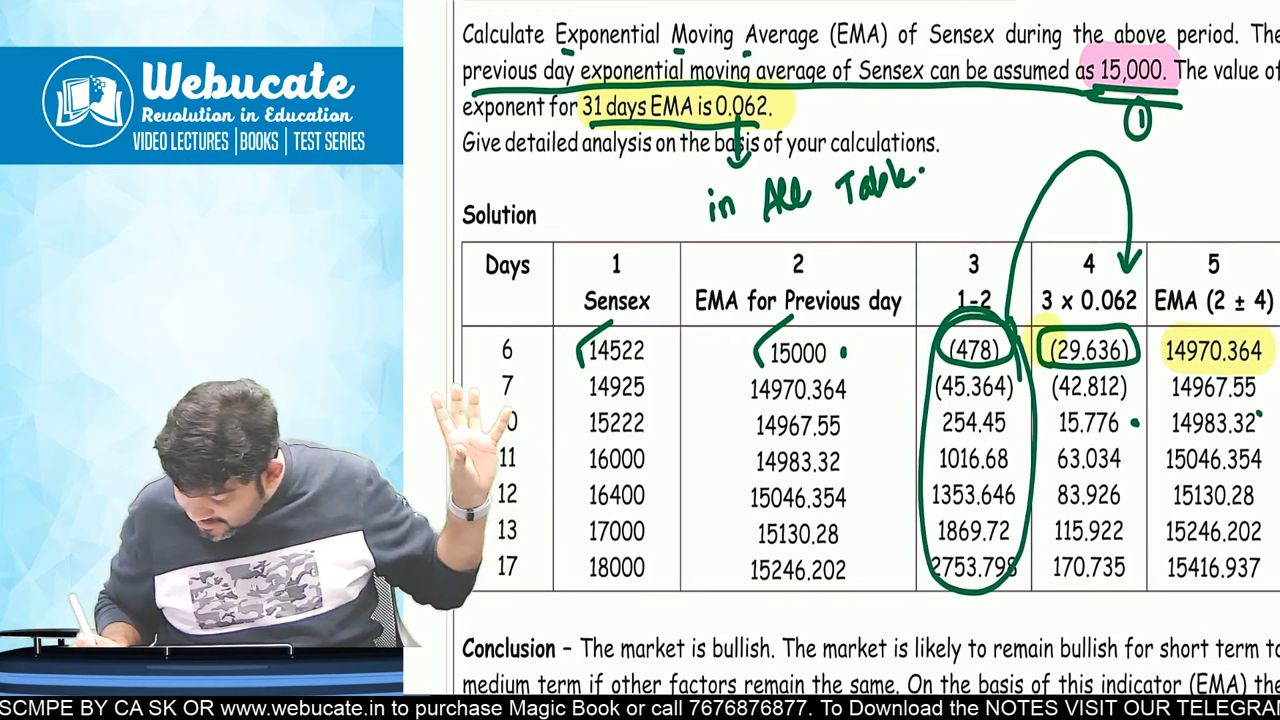 Webucate
Revolution in Education
VIDEO LECTURES | BOOKS | TEST SERIES
Calculate Exponential Moving Average (EMA) of Sensex during the above period. The
previous day exponential moving average of Sensex can be assumed as 15,000. The value of
1
exponent for 31 days EMA is 0.062.
Give detailed analysis on the basis of your calculations.
in All Table.
Solution
Days 1 2 3 4 5
Sensex EMA for Previous day 1-2 3 x 0.062 EMA (2 ± 4)
6 14522 15000 (478) (29.636) 14970.364
7 14925 14970.364 (45.364) (42.812) 14967.55
0 15222 14967.55 254.45 15.776 14983.32
11 16000 14983.32 1016.68 63.034 15046.354
12 16400 15046.354 1353.646 83.926 15130.28
13 17000 15130.28 1869.72 115.922 15246.202
17 18000 15246.202 2753.798 170.735 15416.937
Conclusion – The market is bullish. The market is likely to remain bullish for short term to
medium term if other factors remain the same. On the basis of this indicator (EMA) the
SCMPE BY CA SK OR www.webucate.in to purchase Magic Book or call 7676876877. To Download the NOTES VISIT OUR TELEGRA